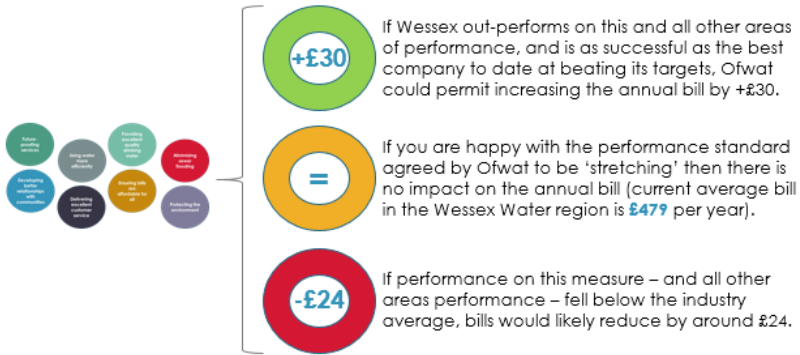 Future
proofing
services
Using water
more
efficiently
Providing
excellent
quality
drinking
water
Minimising
sewer
flooding
Developing
better
relationships
with
communities
Delivering
excellent
customer
service
Ensuring bills
are
affordable for
all
Protecting the
environment
+£30
If Wessex out-performs on this and all other areas
of performance, and is as successful as the best
company to date at beating its targets, Ofwat
could permit increasing the annual bill by +£30.
=
If you are happy with the performance standard
agreed by Ofwat to be ‘stretching’ then there is
no impact on the annual bill (current average bill
in the Wessex Water region is £479 per year).
-£24
If performance on this measure – and all other
areas performance – fell below the industry
average, bills would likely reduce by around £24.